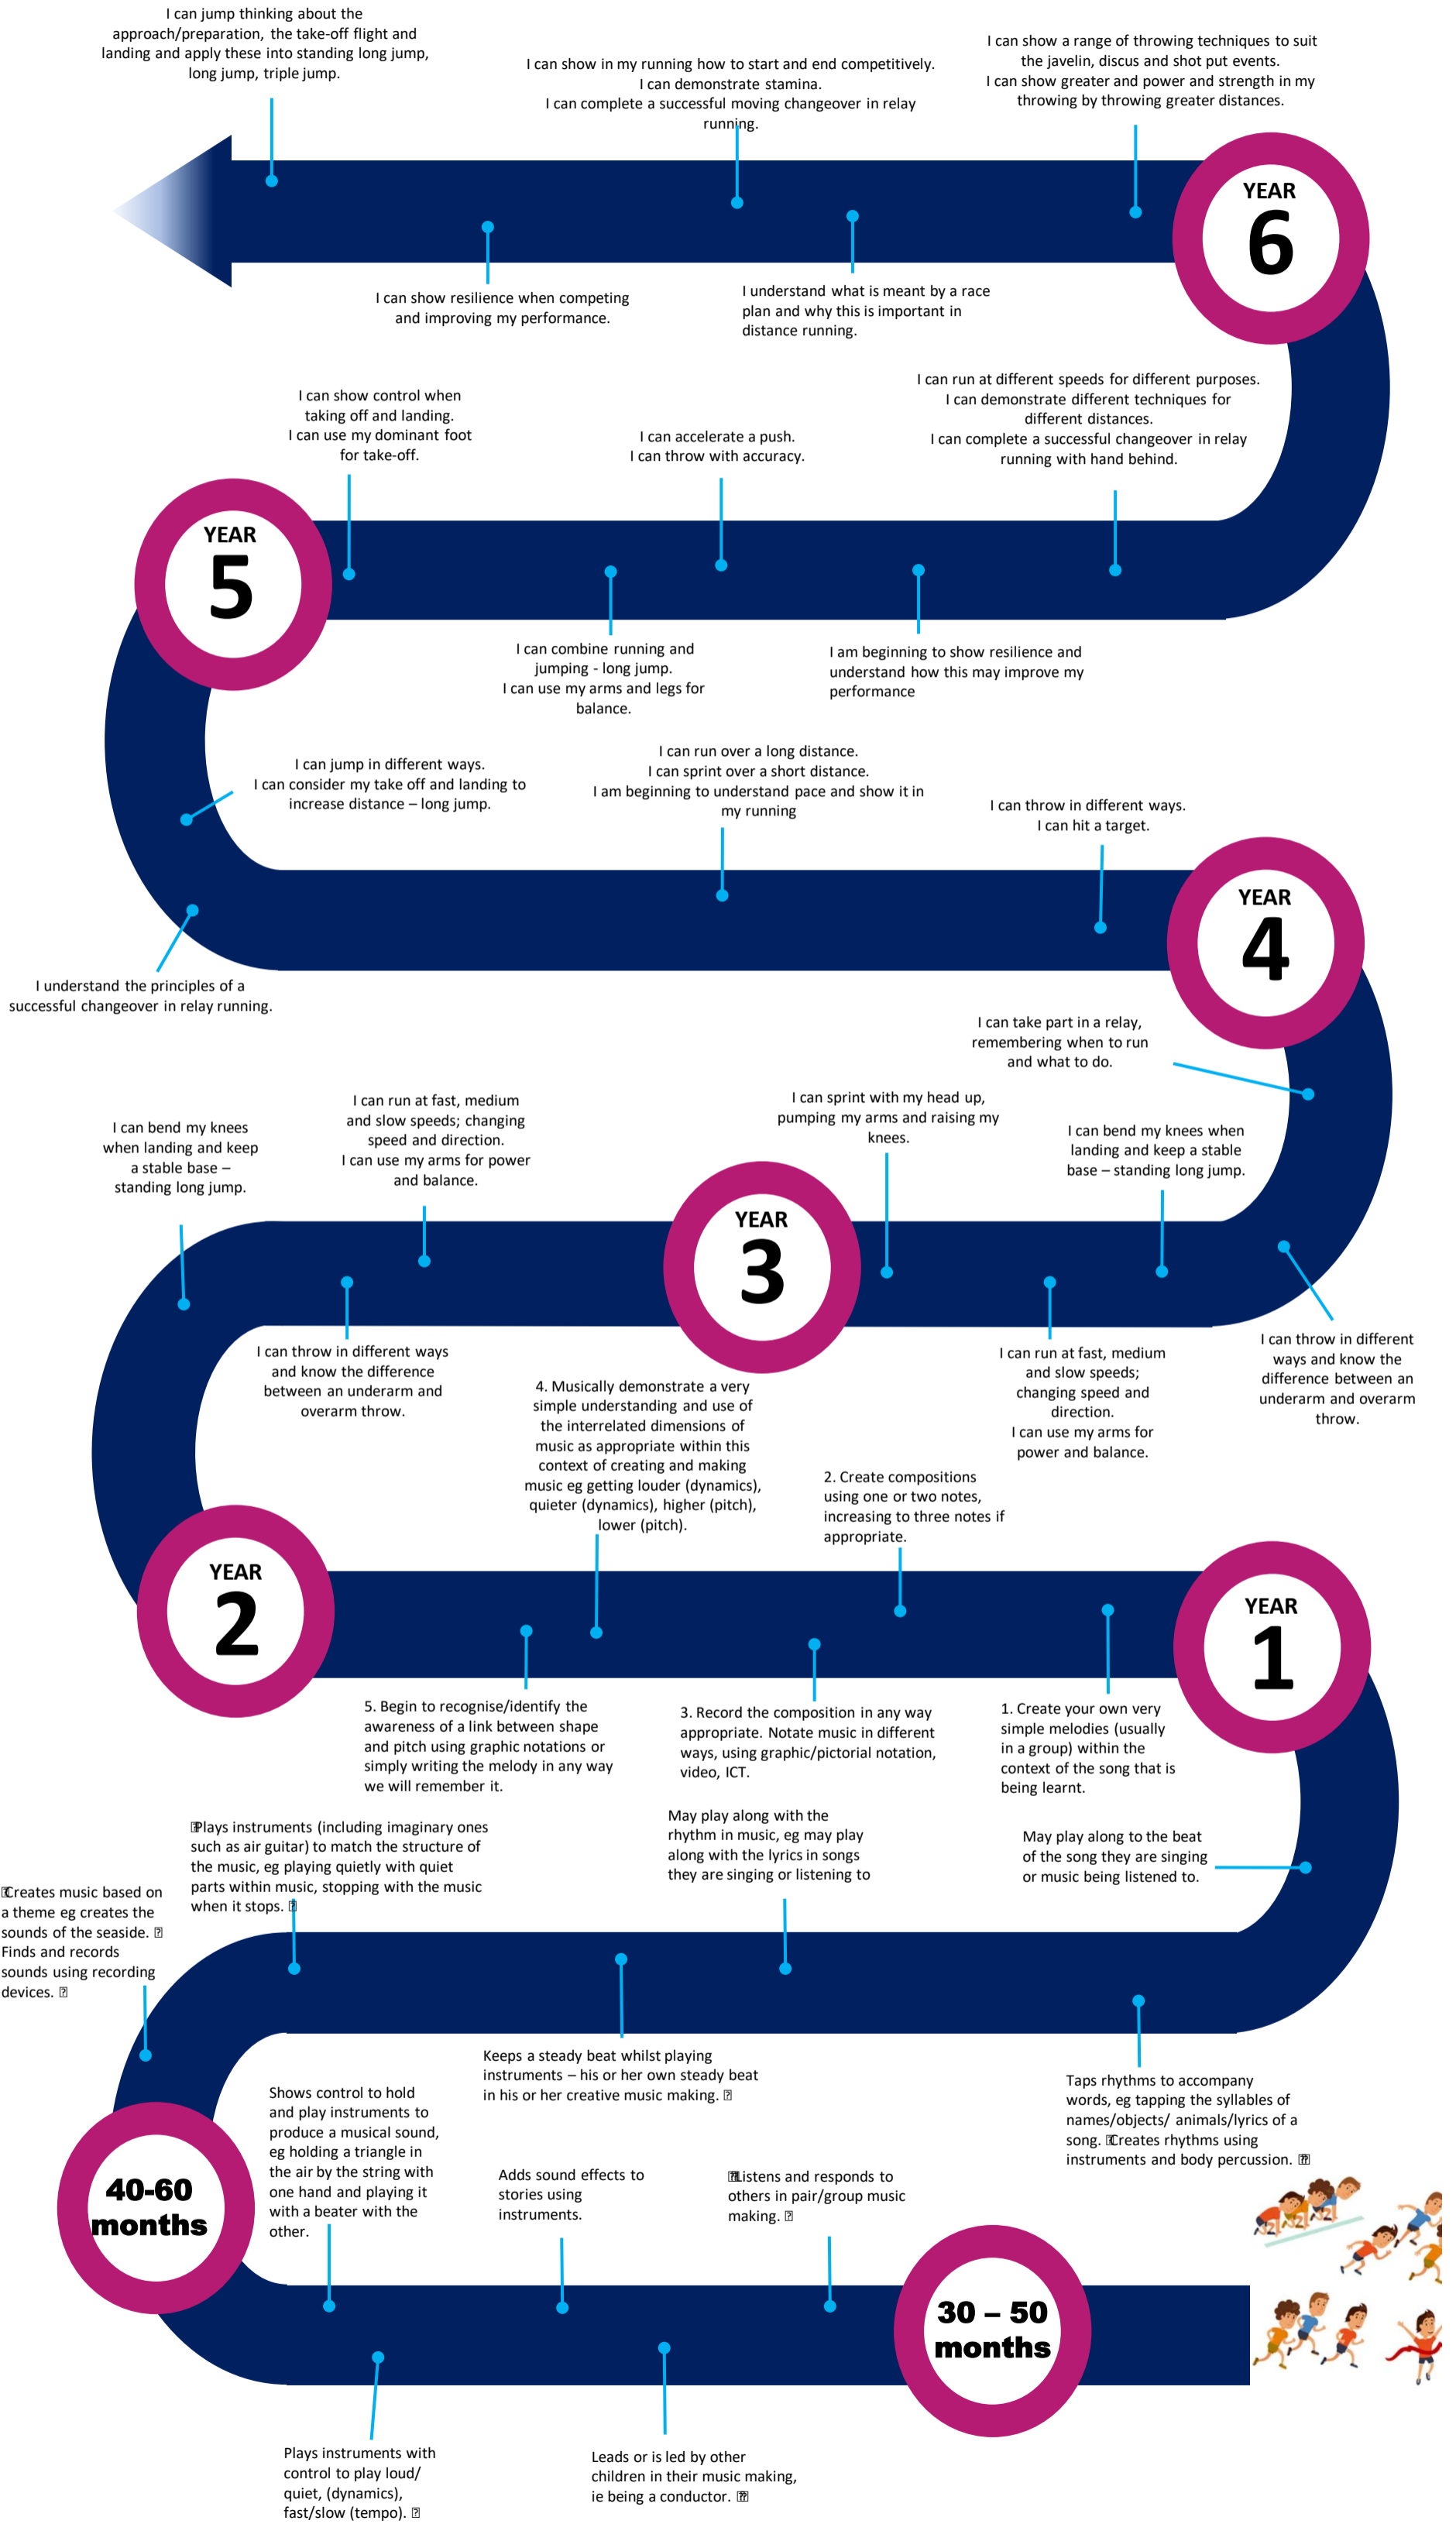 I can jump thinking about the
approach/preparation, the take-off flight and
landing and apply these into standing long jump,
long jump, triple jump.
I can show in my running how to start and end competitively.
I can demonstrate stamina.
I can complete a successful moving changeover in relay
running.
I can show a range of throwing techniques to suit
the javelin, discus and shot put events.
I can show greater and power and strength in my
throwing by throwing greater distances.
YEAR
6
I can show resilience when competing
and improving my performance.
I understand what is meant by a race
plan and why this is important in
distance running.
I can show control when
taking off and landing.
I can use my dominant foot
for take-off.
I can accelerate a push.
I can throw with accuracy.
I can run at different speeds for different purposes.
I can demonstrate different techniques for
different distances.
I can complete a successful changeover in relay
running with hand behind.
YEAR
5
I can combine running and
jumping - long jump.
I can use my arms and legs for
balance.
I am beginning to show resilience and
understand how this may improve my
performance
I can jump in different ways.
I can consider my take off and landing to
increase distance – long jump.
I can run over a long distance.
I can sprint over a short distance.
I am beginning to understand pace and show it in
my running
I can throw in different ways.
I can hit a target.
YEAR
4
I understand the principles of a
successful changeover in relay running.
I can take part in a relay,
remembering when to run
and what to do.
I can bend my knees
when landing and keep
a stable base –
standing long jump.
I can run at fast, medium
and slow speeds; changing
speed and direction.
I can use my arms for power
and balance.
I can sprint with my head up,
pumping my arms and raising my
knees.
I can bend my knees when
landing and keep a stable
base – standing long jump.
YEAR
3
I can throw in different ways
and know the difference
between an underarm and
overarm throw.
I can run at fast, medium
and slow speeds;
changing speed and
direction.
I can use my arms for
power and balance.
I can throw in different
ways and know the
difference between an
underarm and overarm
throw.
4. Musically demonstrate a very
simple understanding and use of
the interrelated dimensions of
music as appropriate within this
context of creating and making
music eg getting louder (dynamics),
quieter (dynamics), higher (pitch),
lower (pitch).
2. Create compositions
using one or two notes,
increasing to three notes if
appropriate.
YEAR
2
YEAR
1
5. Begin to recognise/identify the
awareness of a link between shape
and pitch using graphic notations or
simply writing the melody in any way
we will remember it.
3. Record the composition in any way
appropriate. Notate music in different
ways, using graphic/pictorial notation,
video, ICT.
1. Create your own very
simple melodies (usually
in a group) within the
context of the song that is
being learnt.
Creates music based on
a theme eg creates the
sounds of the seaside.
Finds and records
sounds using recording
devices.
Plays instruments (including imaginary ones
such as air guitar) to match the structure of
the music, eg playing quietly with quiet
parts within music, stopping with the music
when it stops.
May play along with the
rhythm in music, eg may play
along with the lyrics in songs
they are singing or listening to
May play along to the beat
of the song they are singing
or music being listened to.
Keeps a steady beat whilst playing
instruments – his or her own steady beat
in his or her creative music making.
Taps rhythms to accompany
words, eg tapping the syllables of
names/objects/ animals/lyrics of a
song. Creates rhythms using
instruments and body percussion.
40-60
months
Shows control to hold
and play instruments to
produce a musical sound,
eg holding a triangle in
the air by the string with
one hand and playing it
with a beater with the
other.
Adds sound effects to
stories using
instruments.
Listens and responds to
others in pair/group music
making.
30 – 50
months
Plays instruments with
control to play loud/
quiet, (dynamics),
fast/slow (tempo).
Leads or is led by other
children in their music making,
ie being a conductor.